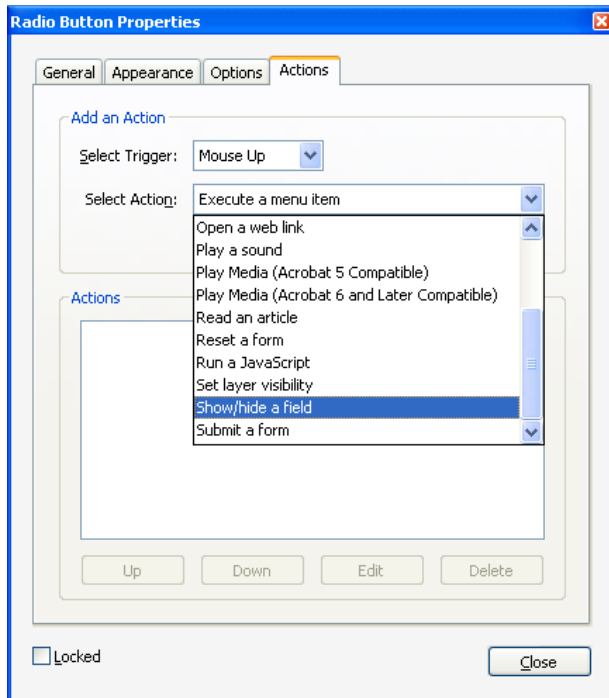 Radio Button Properties
General Appearance Options Actions
Add an Action
Select Trigger: Mouse Up
Select Action: Execute a menu item
Open a web link
Play a sound
Play Media (Acrobat 5 Compatible)
Play Media (Acrobat 6 and Later Compatible)
Actions
Read an article
Reset a form
Run a JavaScript
Set layer visibility
Show/hide a field
Submit a form
Up Down Edit Delete
Locked
Close